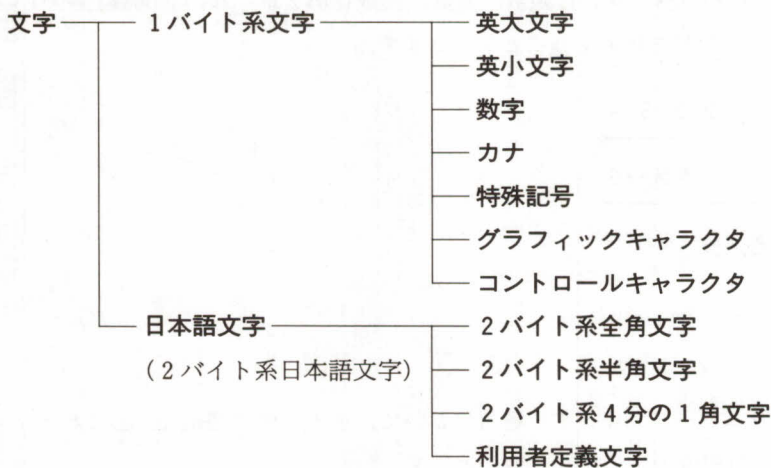 文字 1バイト系文字 英大文字
英小文字
数字
カナ
特殊記号
グラフィックキャラクタ
コントロールキャラクタ
日本語文字 2バイト系全角文字
(2バイト系日本語文字) 2バイト系半角文字
2バイト系4分の1角文字
利用者定義文字